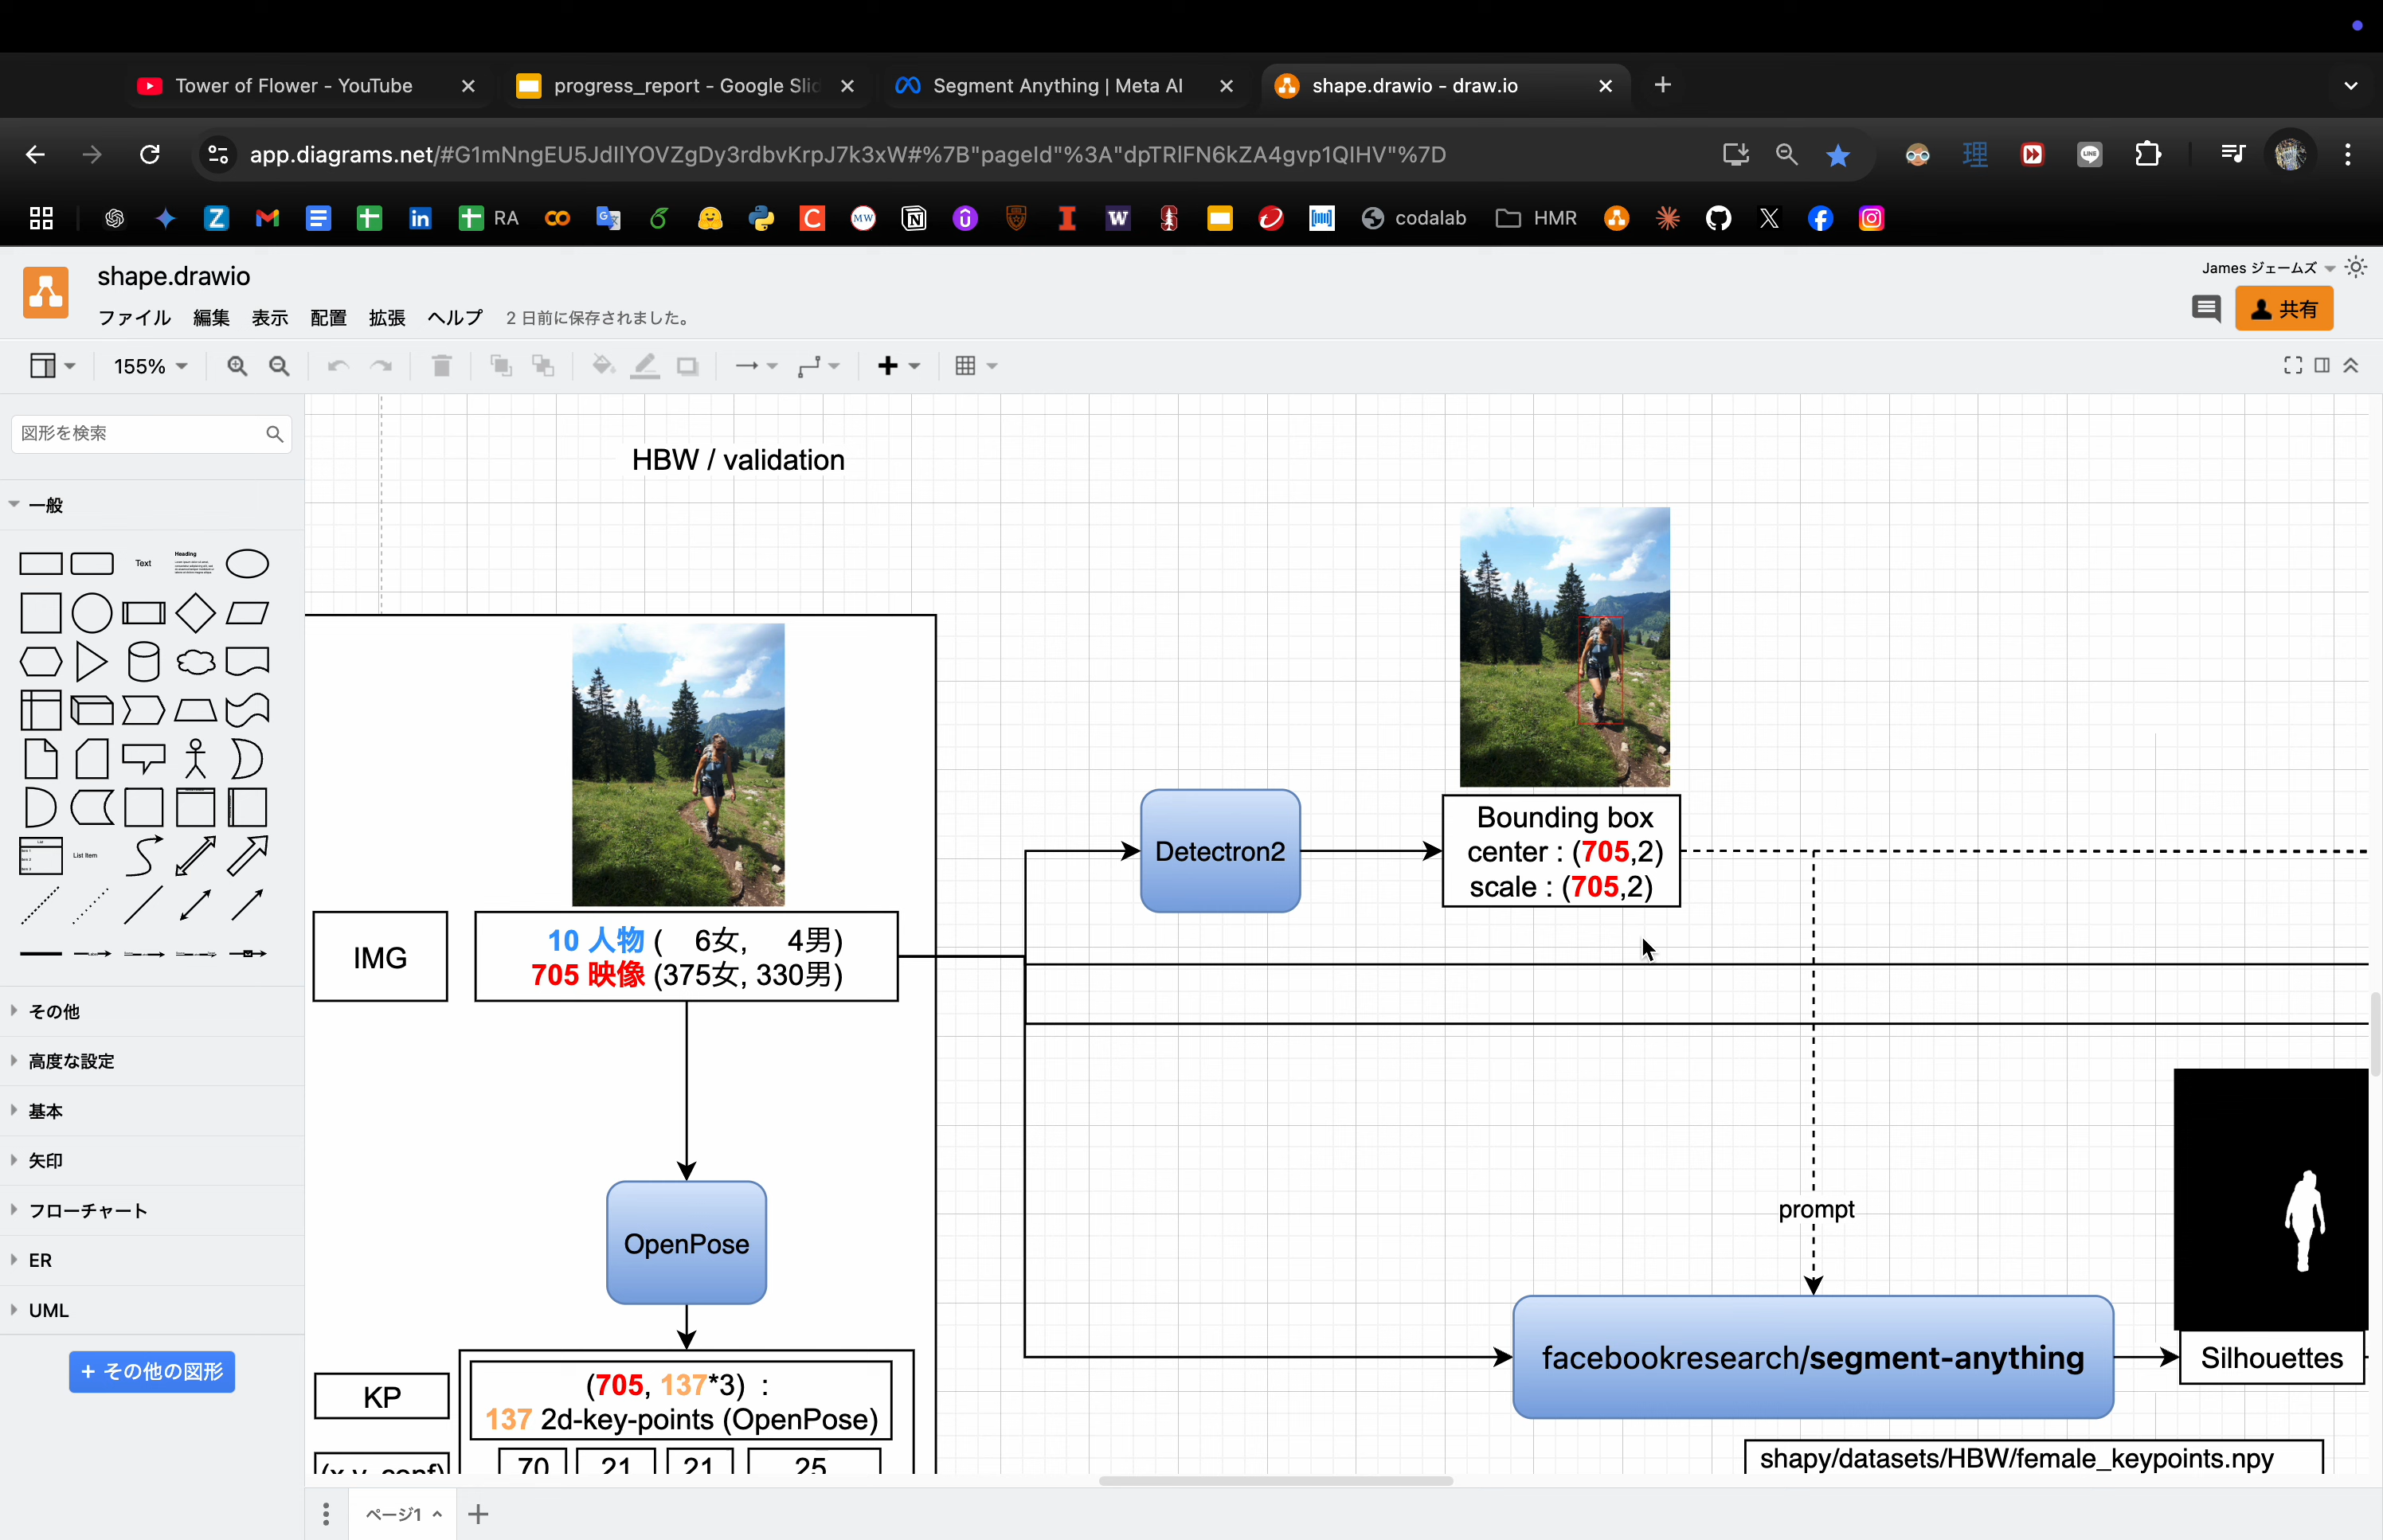 Tower of Flower - YouTube
progress_report - Google Slid
Segment Anything | Meta AI
shape.drawio - draw.io
app.diagrams.net/#G1mNngEU5JdIlYOVZgDy3rdbvKrpJ7k3xW#%7B"pageId"%3A"dpTRlFN6kZA4gvp1QIHV"%7D
RA
codalab
HMR
shape.drawio
James ジェームズ
ファイル 編集 表示 配置 拡張 ヘルプ 2 日前に保存されました。
共有
155%
図形を検索
一般
Text
Heading
List Item
その他
高度な設定
基本
矢印
フローチャート
ER
UML
+ その他の図形
HBW / validation
IMG
10 人物 ( 6女, 4男)
705 映像 (375女, 330男)
OpenPose
KP
(705, 137*3) :
137 2d-key-points (OpenPose)
(x,y, conf)
70 21 21 25
Detectron2
Bounding box
center : (705,2)
scale : (705,2)
prompt
facebookresearch/segment-anything
Silhouettes
shapy/datasets/HBW/female_keypoints.npy
ページ1